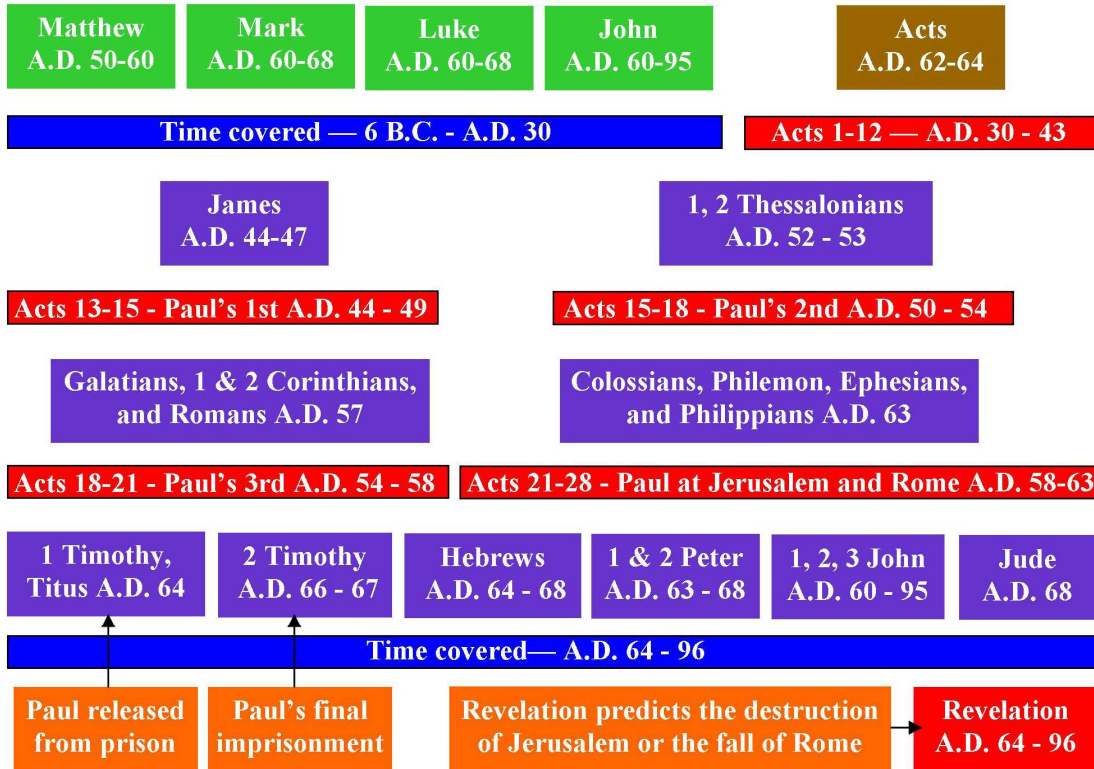 Matthew
A.D. 50-60
Mark
A.D. 60-68
Luke
A.D. 60-68
John
A.D. 60-95
Acts
A.D. 62-64
Time covered — 6 B.C. - A.D. 30
Acts 1-12 — A.D. 30 - 43
James
A.D. 44-47
1, 2 Thessalonians
A.D. 52 - 53
Acts 13-15 - Paul's 1st A.D. 44 - 49
Acts 15-18 - Paul's 2nd A.D. 50 - 54
Galatians, 1 & 2 Corinthians,
and Romans A.D. 57
Colossians, Philemon, Ephesians,
and Philippians A.D. 63
Acts 18-21 - Paul's 3rd A.D. 54 - 58
Acts 21-28 - Paul at Jerusalem and Rome A.D. 58-63
1 Timothy,
Titus A.D. 64
2 Timothy
A.D. 66 - 67
Hebrews
A.D. 64 - 68
1 & 2 Peter
A.D. 63 - 68
1, 2, 3 John
A.D. 60 - 95
Jude
A.D. 68
Time covered— A.D. 64 - 96
Paul released
from prison
Paul's final
imprisonment
Revelation predicts the destruction
of Jerusalem or the fall of Rome
Revelation
A.D. 64 - 96